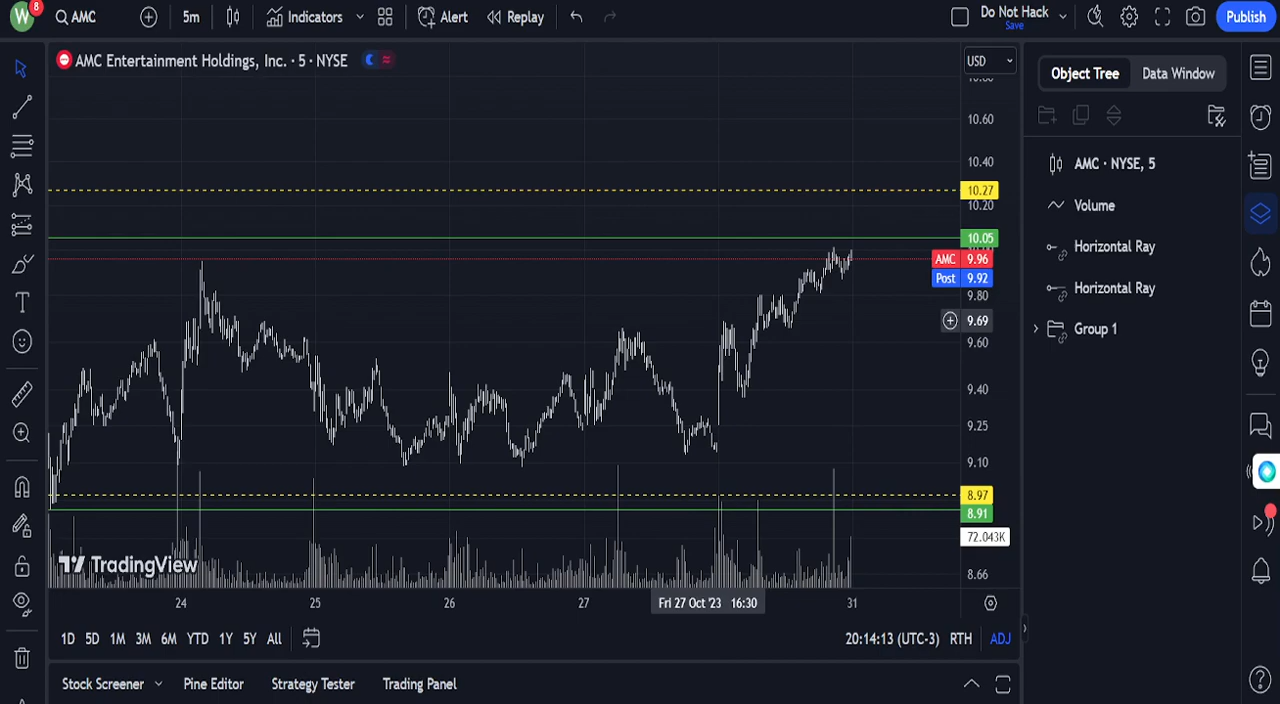 W 8 AMC 5m Indicators Alert Replay Do Not Hack Save Publish
AMC Entertainment Holdings, Inc. · 5 · NYSE
USD
Object Tree Data Window
10.60
10.40
10.27
10.20
10.05
AMC 9.96
Post 9.92
9.80
9.69
9.60
9.40
9.25
9.10
8.97
8.91
72.043K
8.66
AMC · NYSE, 5
Volume
Horizontal Ray
Horizontal Ray
Group 1
TradingView
24 25 26 27 Fri 27 Oct '23 16:30 31
1D 5D 1M 3M 6M YTD 1Y 5Y All 20:14:13 (UTC-3) RTH ADJ
Stock Screener Pine Editor Strategy Tester Trading Panel